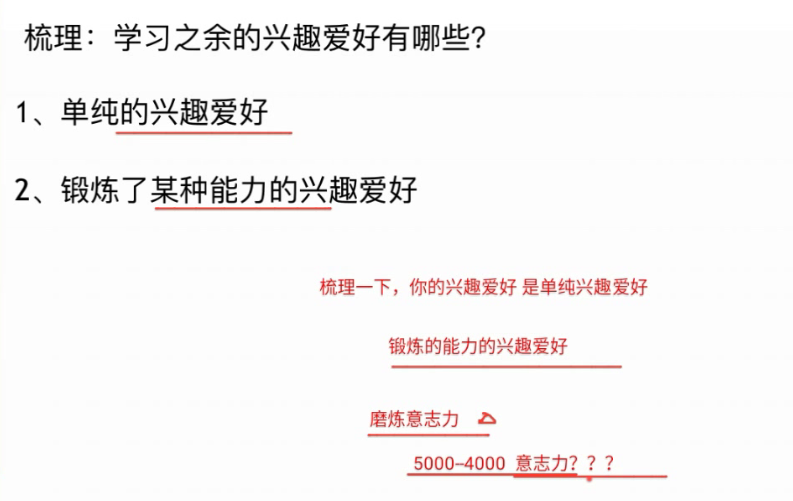 梳理：学习之余的兴趣爱好有哪些？
1、单纯的兴趣爱好
2、锻炼了某种能力的兴趣爱好
梳理一下，你的兴趣爱好 是单纯兴趣爱好
锻炼的能力的兴趣爱好
磨炼意志力
5000-4000 意志力？？？